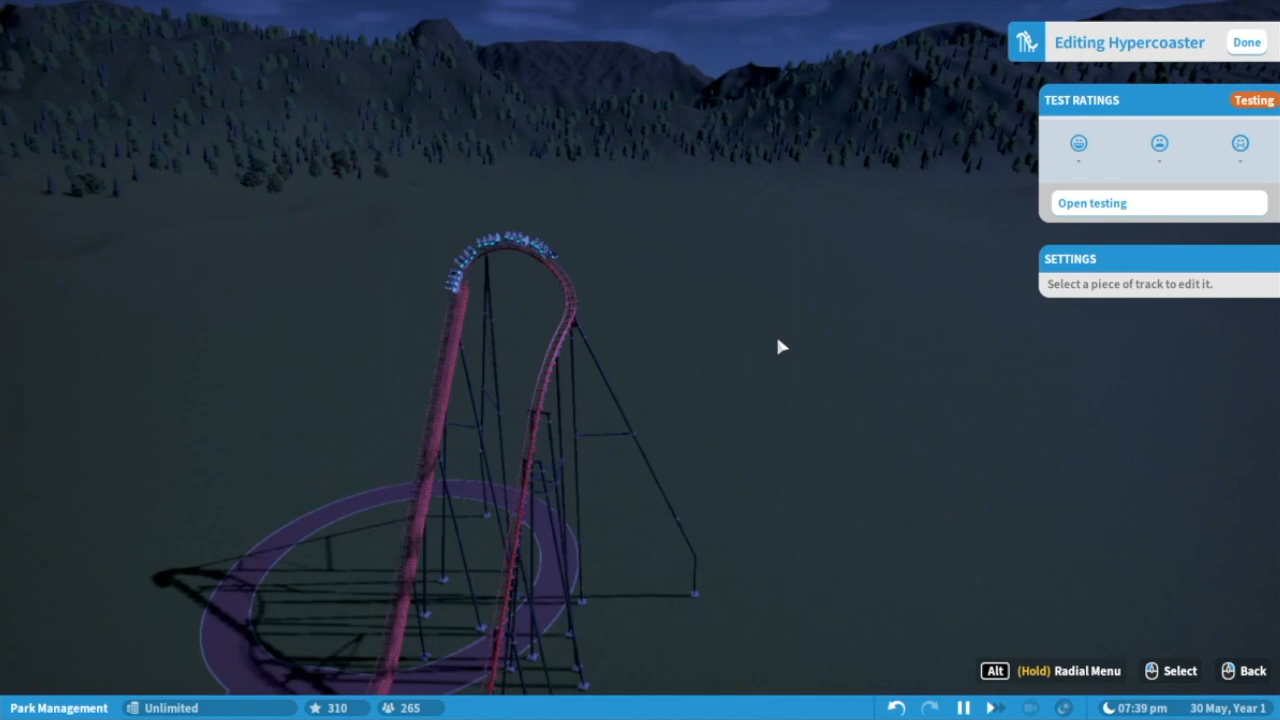 Editing Hypercoaster
Done
TEST RATINGS
Testing
- - -
Open testing
SETTINGS
Select a piece of track to edit it.
Alt (Hold) Radial Menu Select Back
Park Management Unlimited 310 265 07:39 pm 30 May, Year 1